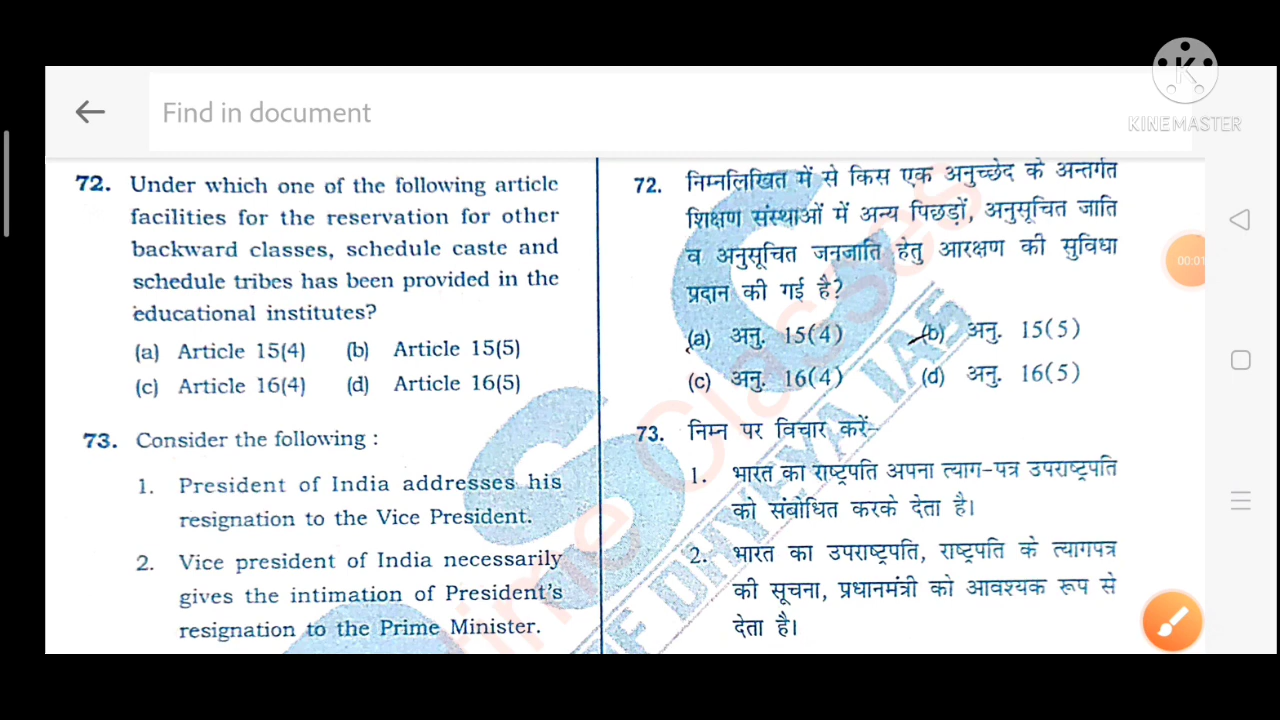 Find in document
KINEMASTER
00:01
72. Under which one of the following article
facilities for the reservation for other
backward classes, schedule caste and
schedule tribes has been provided in the
educational institutes?
(a) Article 15(4) (b) Article 15(5)
(c) Article 16(4) (d) Article 16(5)
73. Consider the following :
1. President of India addresses his
resignation to the Vice President.
2. Vice president of India necessarily
gives the intimation of President's
resignation to the Prime Minister.
72. निम्नलिखित में से किस एक अनुच्छेद के अन्तर्गत
शिक्षण संस्थाओं में अन्य पिछड़ों, अनुसूचित जाति
व अनुसूचित जनजाति हेतु आरक्षण की सुविधा
प्रदान की गई है?
(a) अनु. 15(4) (b) अनु. 15(5)
(c) अनु. 16(4) (d) अनु. 16(5)
73. निम्न पर विचार करें-
1. भारत का राष्ट्रपति अपना त्याग-पत्र उपराष्ट्रपति
को संबोधित करके देता है।
2. भारत का उपराष्ट्रपति, राष्ट्रपति के त्यागपत्र
की सूचना, प्रधानमंत्री को आवश्यक रूप से
देता है।
DHYEYA IAS